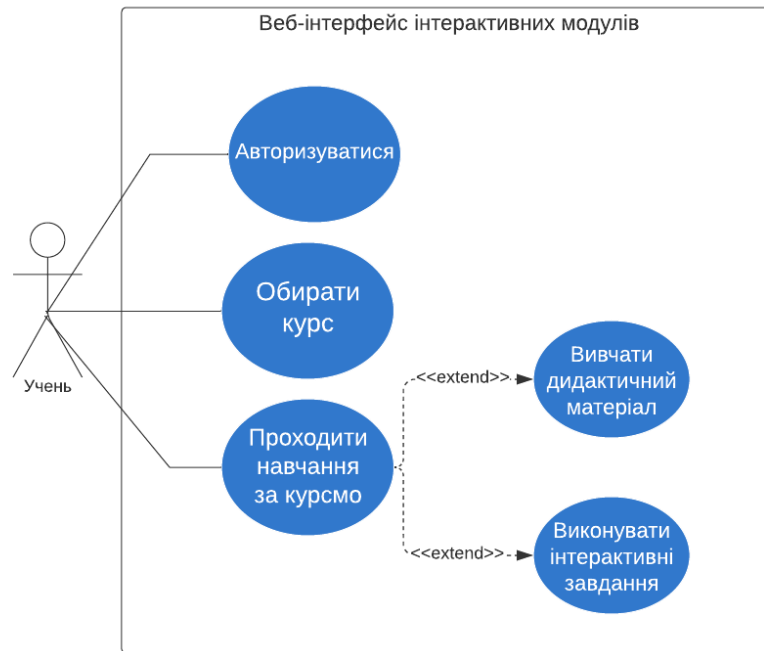 Веб-інтерфейс інтерактивних модулів
Авторизуватися
Обирати
курс
Учень
Проходити
навчання
за курсмо
<<extend>>
Вивчати
дидактичний
матеріал
<<extend>>
Виконувати
інтерактивні
завдання